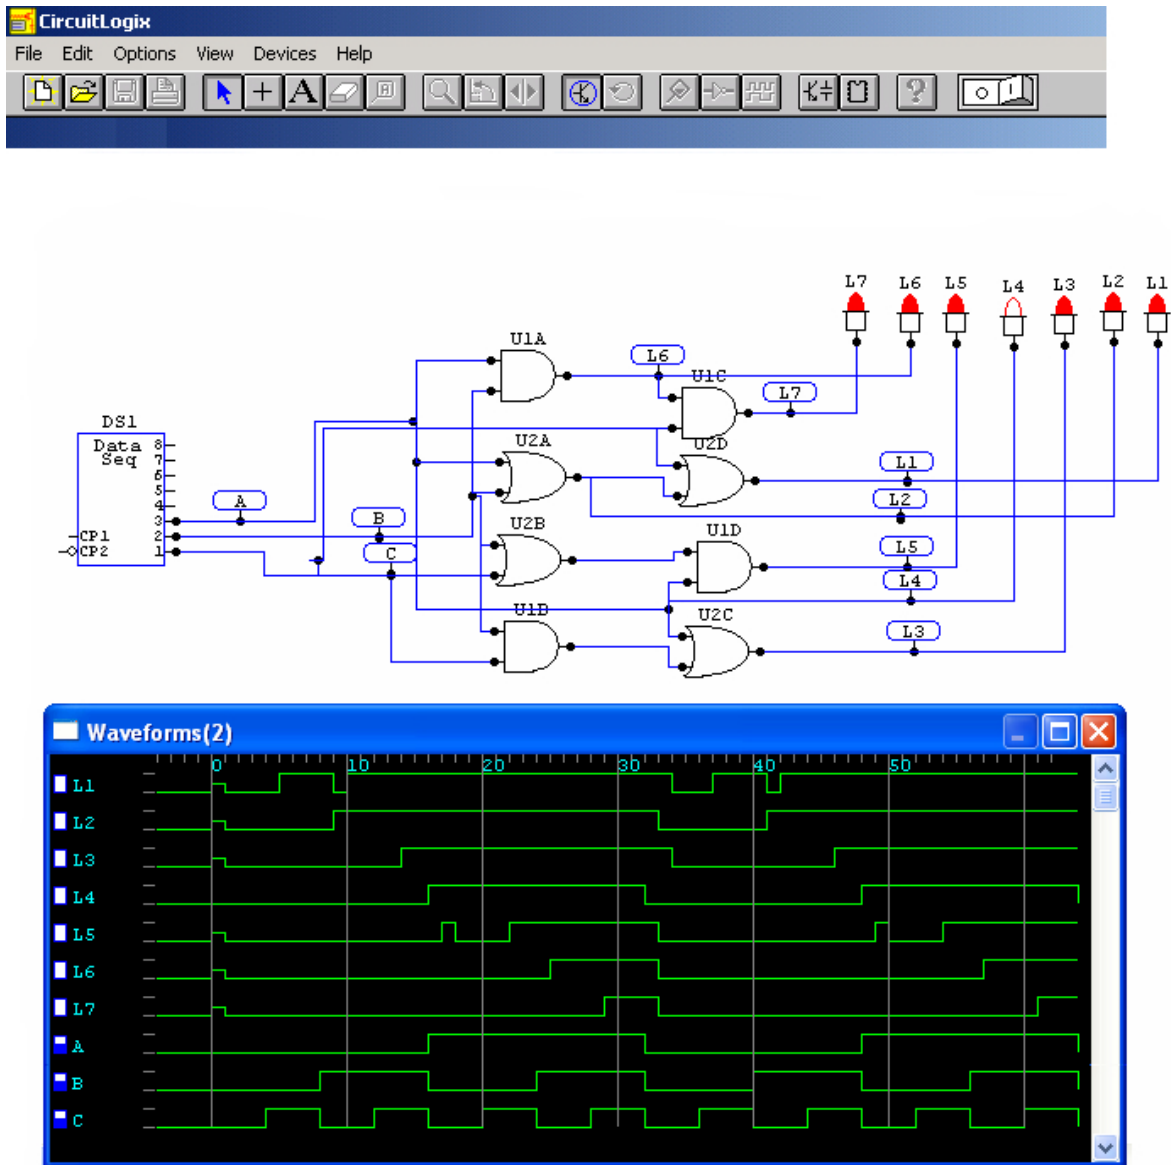 CircuitLogix
File Edit Options View Devices Help
A
L7 L6 L5 L4 L3 L2 L1
U1A
L6
U1C
L7
DS1
Data Seq
8
7
6
5
4
3
2
1
CP1
CP2
A
B
C
U2A
U2D
L1
L2
U2B
U1D
L5
L4
U1B
U2C
L3
Waveforms(2)
0 10 20 30 40 50
L1
L2
L3
L4
L5
L6
L7
A
B
C